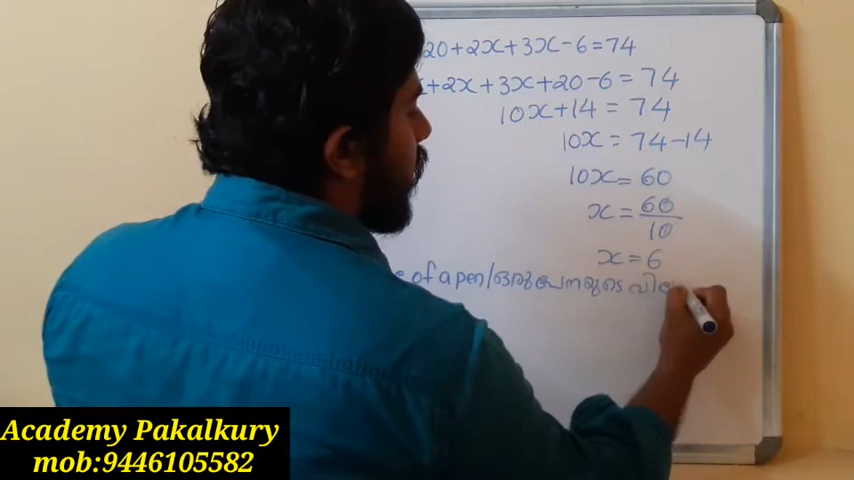 20+2x+3x-6=74
+2x+3x+20-6=74
10x+14=74
10x=74-14
10x=60
x=60/10
x=6
of a pen/ഒരു പേനയുടെ വില
Academy Pakalkury
mob:9446105155